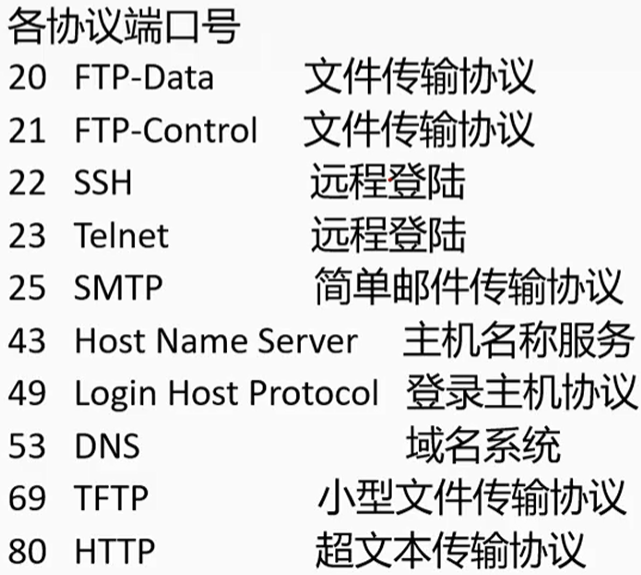 各协议端口号
20 FTP-Data 文件传输协议
21 FTP-Control 文件传输协议
22 SSH 远程登陆
23 Telnet 远程登陆
25 SMTP 简单邮件传输协议
43 Host Name Server 主机名称服务
49 Login Host Protocol 登录主机协议
53 DNS 域名系统
69 TFTP 小型文件传输协议
80 HTTP 超文本传输协议